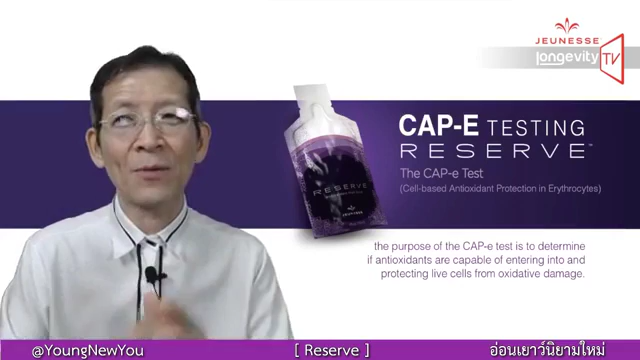 JEUNESSE
longevity TV
CAP-E TESTING
RESERVE™
The CAP-e Test
(Cell-based Antioxidant Protection in Erythrocytes)
RESERVE
JEUNESSE
the purpose of the CAP-e test is to determine
if antioxidants are capable of entering into and
protecting live cells from oxidative damage.
@YoungNewYou
[ Reserve ]
อ่อนเยาว์นิยามใหม่